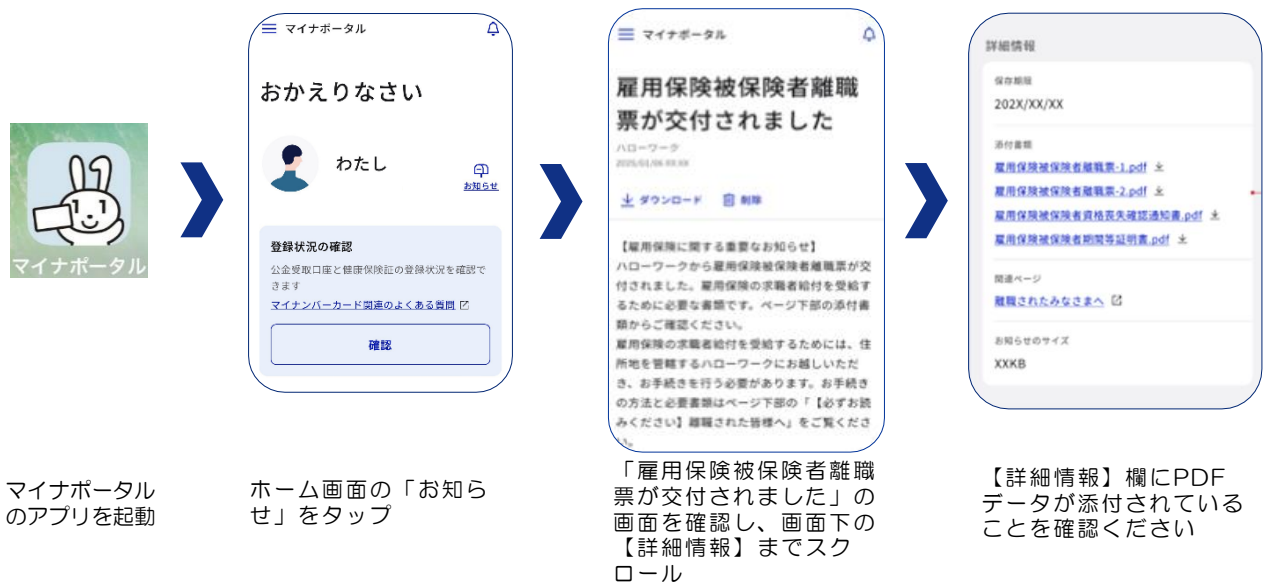 マイナポータル
マイナポータル
おかえりなさい
わたし
お知らせ
登録状況の確認
公金受取口座と健康保険証の登録状況を確認で
きます
マイナンバーカード関連のよくある質問
確認
マイナポータル
雇用保険被保険者離職
票が交付されました
ハローワーク
ダウンロード 削除
【雇用保険に関する重要なお知らせ】
ハローワークから雇用保険被保険者離職票が交
付されました。雇用保険の求職者給付を受給す
るために必要な書類です。ページ下部の添付書
類からご確認ください。
雇用保険の求職者給付を受給するためには、住
所地を管轄するハローワークにお越しいただ
き、お手続きを行う必要があります。お手続き
の方法と必要書類はページ下部の「【必ずお読
みください】離職された皆様へ」をご覧くださ
い。
詳細情報
保存期限
202X/XX/XX
添付書類
雇用保険被保険者離職票-1.pdf
雇用保険被保険者離職票-2.pdf
雇用保険被保険者資格喪失確認通知書.pdf
雇用保険被保険者期間等証明書.pdf
関連ページ
離職されたみなさまへ
お知らせのサイズ
XXKB
マイナポータル
のアプリを起動
ホーム画面の「お知ら
せ」をタップ
「雇用保険被保険者離職
票が交付されました」の
画面を確認し、画面下の
【詳細情報】までスク
ロール
【詳細情報】欄にPDF
データが添付されている
ことを確認ください